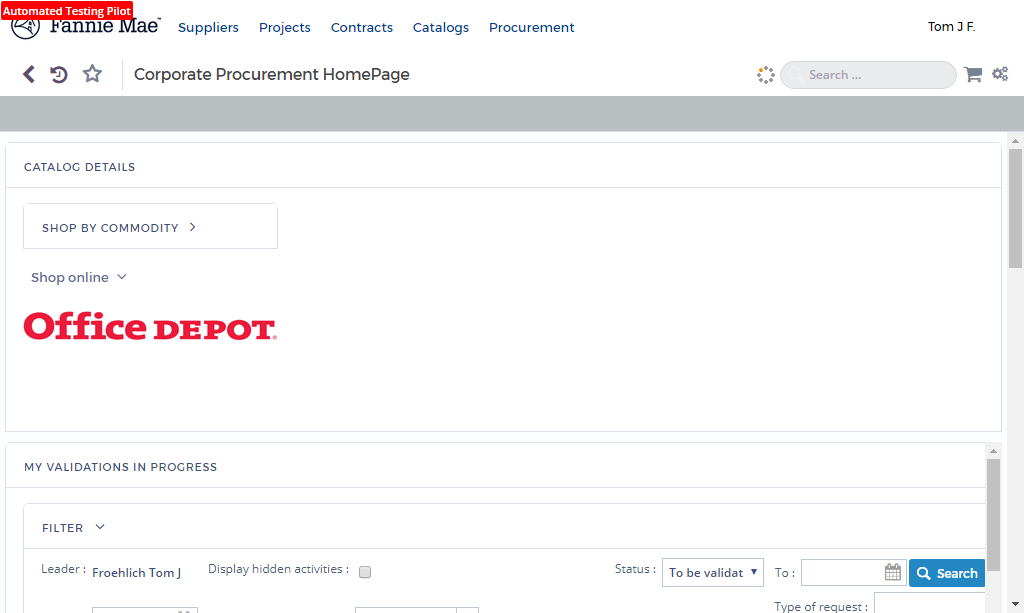 Automated Testing Pilot
Fannie Mae™ Suppliers Projects Contracts Catalogs Procurement Tom J F.
Corporate Procurement HomePage Search ...
CATALOG DETAILS
SHOP BY COMMODITY
Shop online
Office DEPOT.
MY VALIDATIONS IN PROGRESS
FILTER
Leader : Froehlich Tom J Display hidden activities : Status : To be validat To : Search
Type of request :